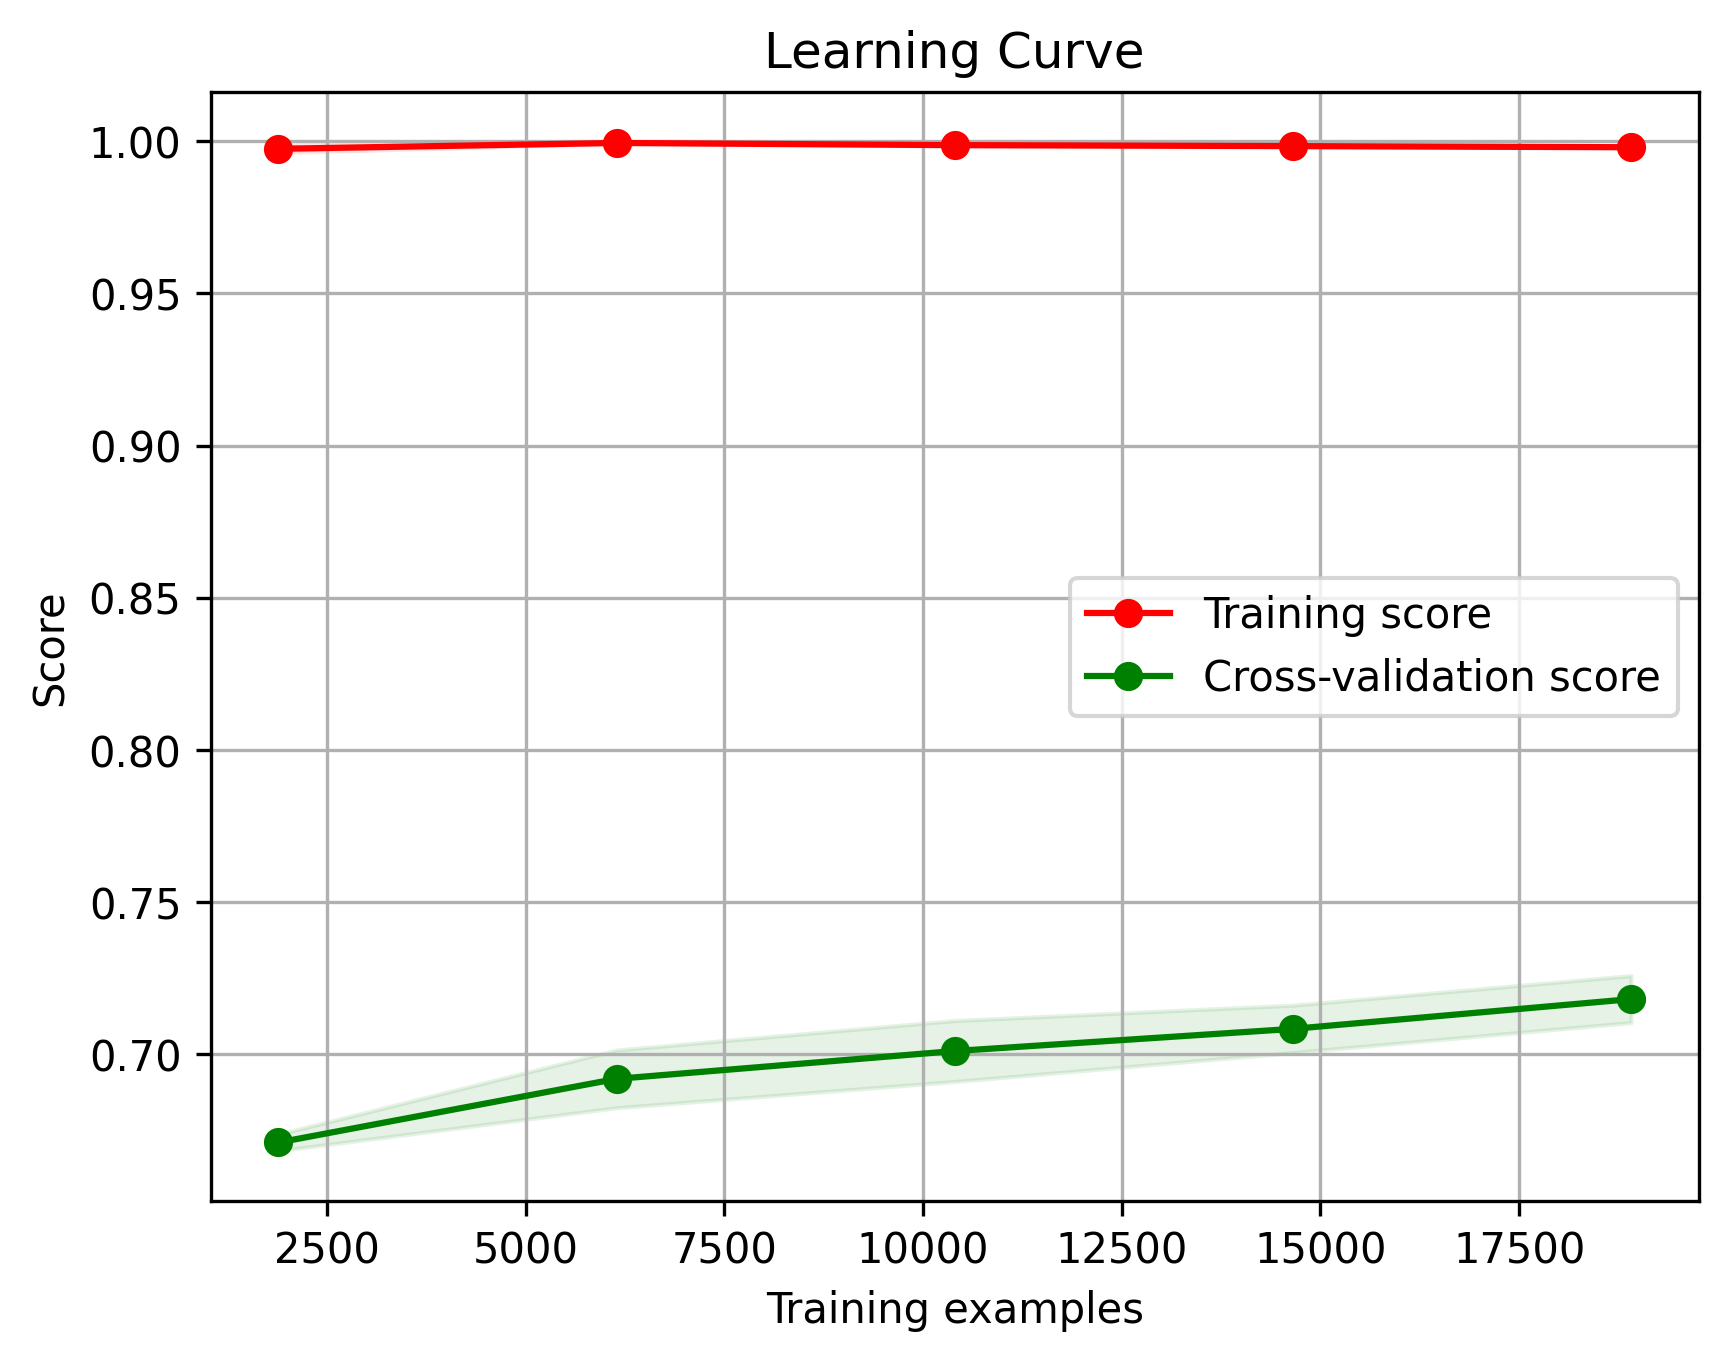 Learning Curve
1.00
0.95
0.90
0.85
0.80
0.75
0.70
Score
Training score
Cross-validation score
2500 5000 7500 10000 12500 15000 17500
Training examples